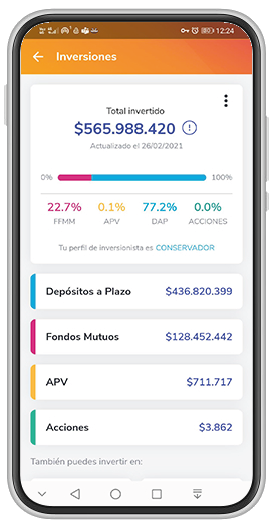 12:24
Inversiones
Total invertido
$565.988.420
Actualizado el 26/02/2021
0% 100%
22.7% 0.1% 77.2% 0.0%
FFMM APV DAP ACCIONES
Tu perfil de inversionista es CONSERVADOR
Depósitos a Plazo $436.820.399
Fondos Mutuos $128.452.442
APV $711.717
Acciones $3.862
También puedes invertir en: